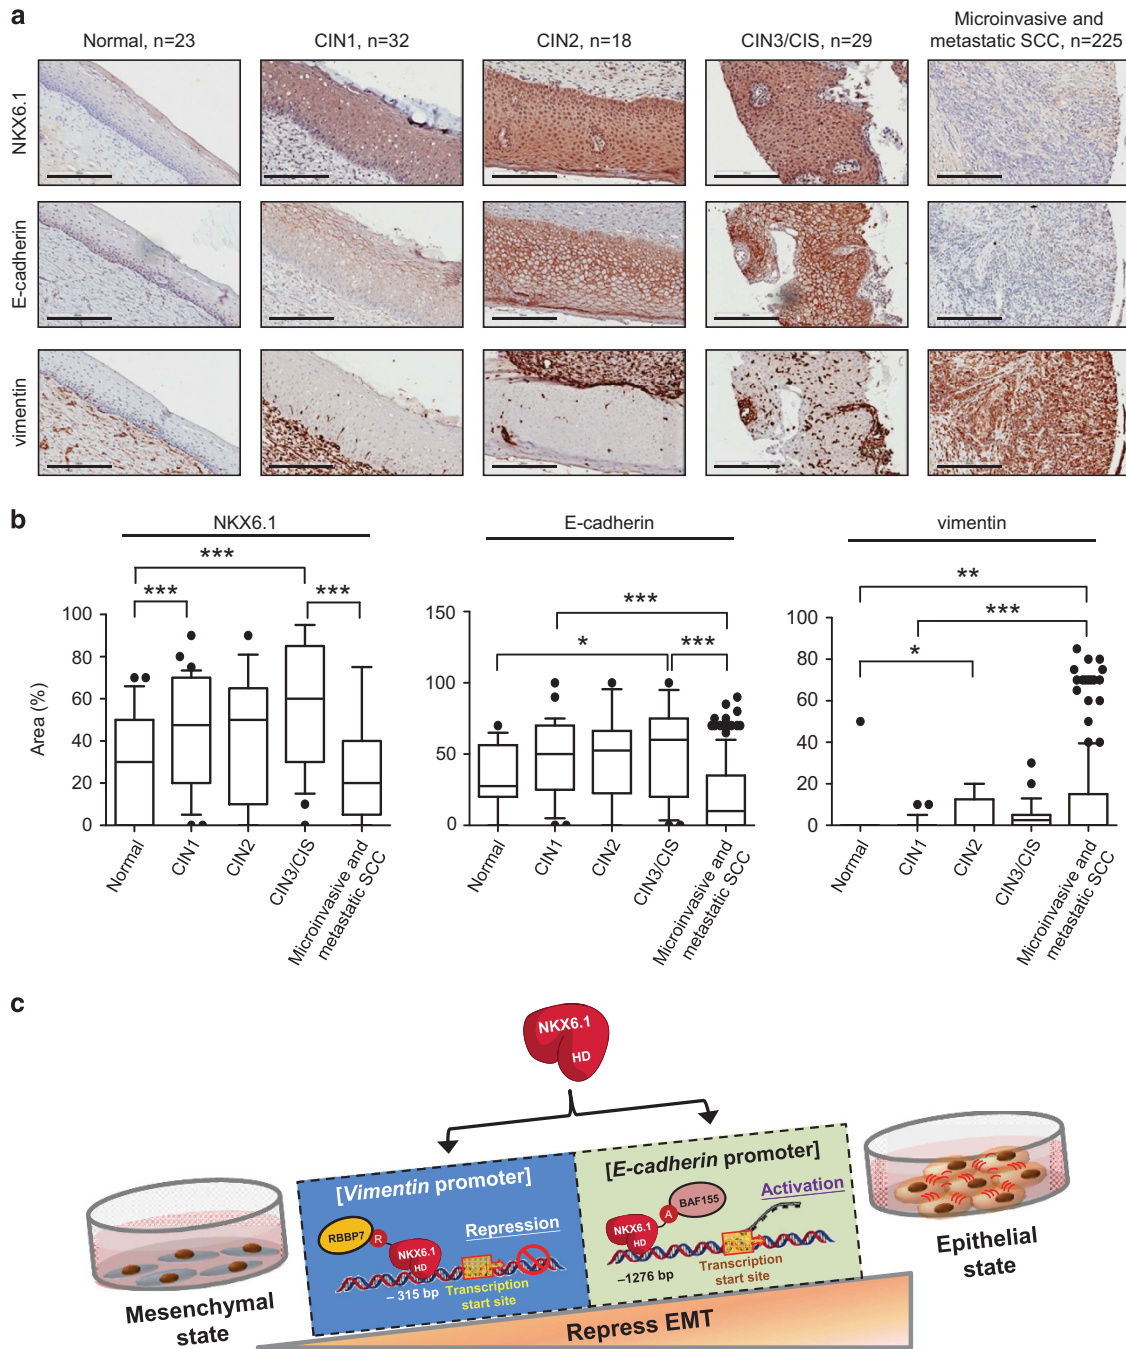 a
Normal, n=23
CIN1, n=32
CIN2, n=18
CIN3/CIS, n=29
Microinvasive and
metastatic SCC, n=225
NKX6.1
E-cadherin
vimentin
b
NKX6.1
E-cadherin
vimentin
***
***
***
***
*
***
**
***
*
Area (%)
100
80
60
40
20
0
150
100
50
0
100
80
60
40
20
0
Normal
CIN1
CIN2
CIN3/CIS
Microinvasive and
metastatic SCC
Normal
CIN1
CIN2
CIN3/CIS
Microinvasive and
metastatic SCC
Normal
CIN1
CIN2
CIN3/CIS
Microinvasive and
metastatic SCC
c
NKX6.1
HD
[Vimentin promoter]
RBBP7
R
NKX6.1
HD
Repression
– 315 bp
Transcription
start site
[E-cadherin promoter]
BAF155
A
NKX6.1
HD
Activation
–1276 bp
Transcription
start site
Mesenchymal
state
Epithelial
state
Repress EMT